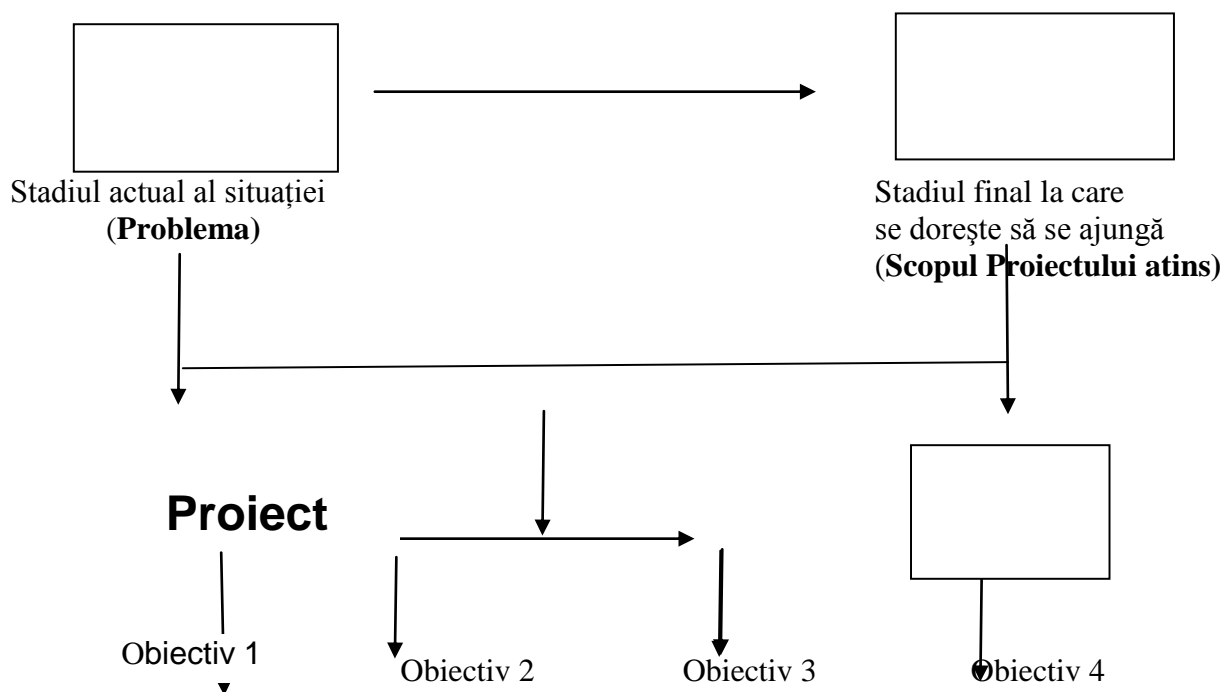 Stadiul actual al situației
(Problema)
Stadiul final la care
se doreşte să se ajungă
(Scopul Proiectului atins)
Proiect
Obiectiv 1
Obiectiv 2
Obiectiv 3
Obiectiv 4